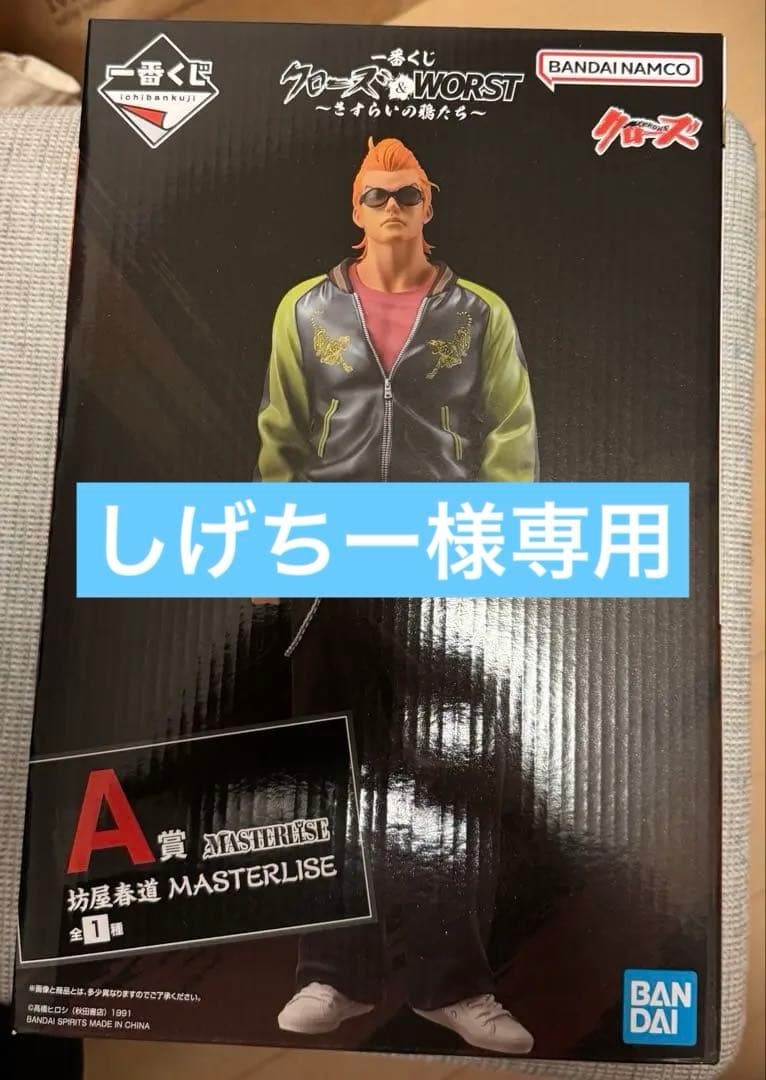 一番くじ
ichibankuji
一番くじ
クローズ&WORST
～さすらいの鴉たち～
BANDAI NAMCO
クローズ
しげちー様専用
A賞 MASTERLISE
坊屋春道 MASTERLISE
全1種
※画像と商品とは、多少異なりますのでご了承ください。
©高橋ヒロシ（秋田書店）1991
BANDAI SPIRITS MADE IN CHINA
BAN
DAI